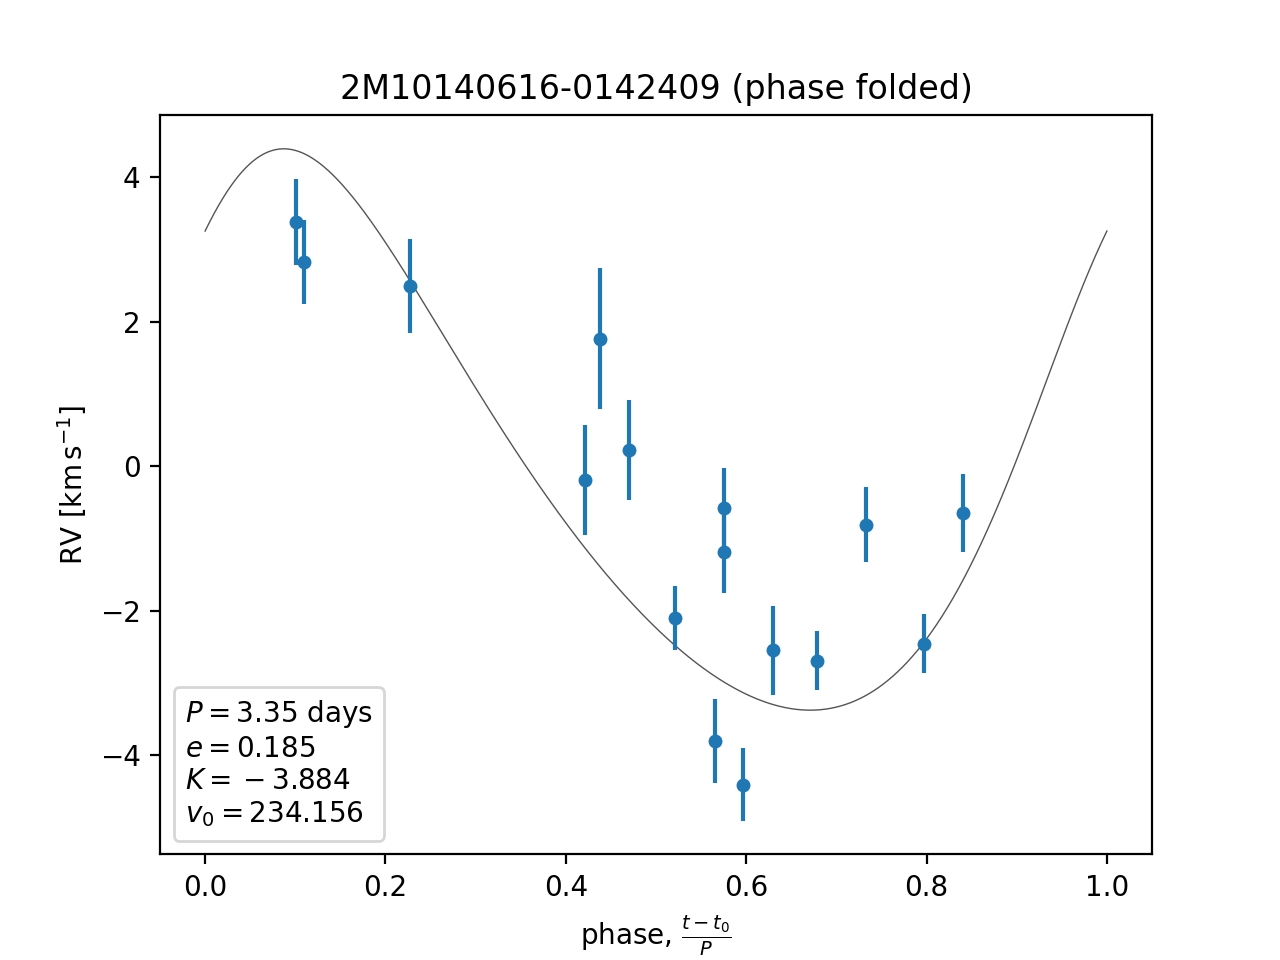 2M10140616-0142409 (phase folded)
4
2
0
−2
−4
RV [km s⁻¹]
P = 3.35 days
e = 0.185
K = −3.884
v₀ = 234.156
0.0 0.2 0.4 0.6 0.8 1.0
phase, (t − t₀)/P